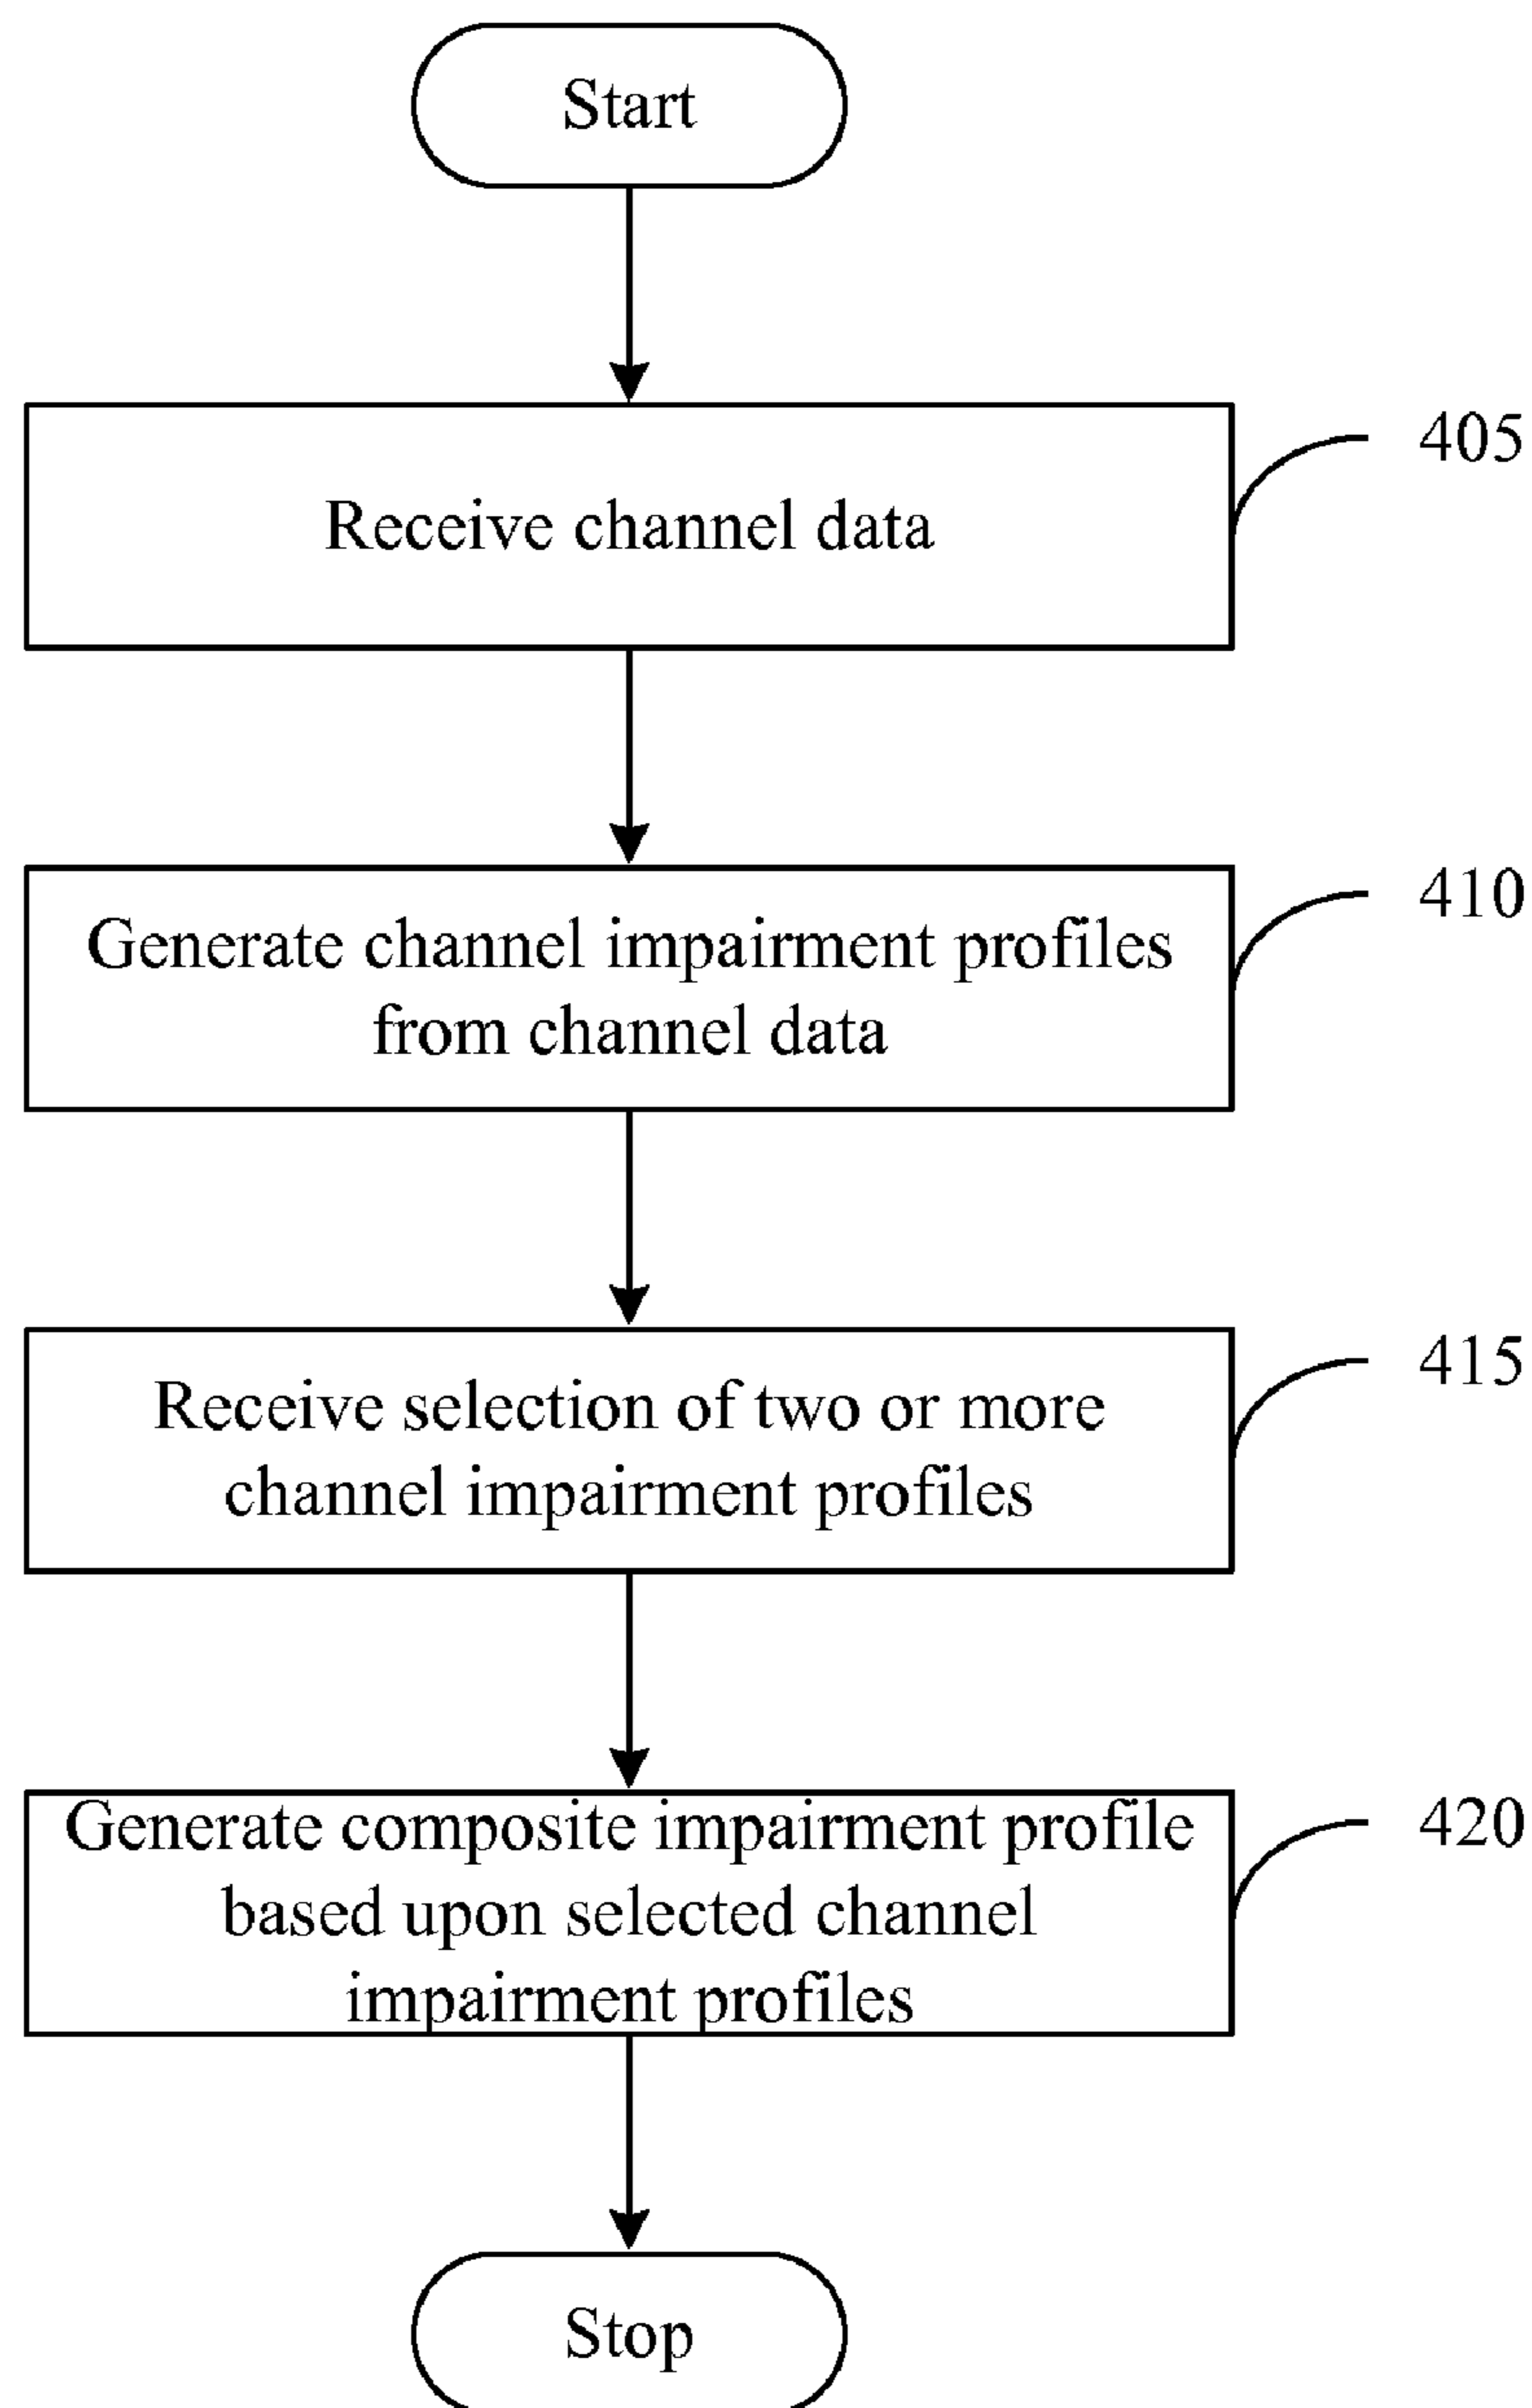 Start
405
Receive channel data
410
Generate channel impairment profiles
from channel data
415
Receive selection of two or more
channel impairment profiles
420
Generate composite impairment profile
based upon selected channel
impairment profiles
Stop